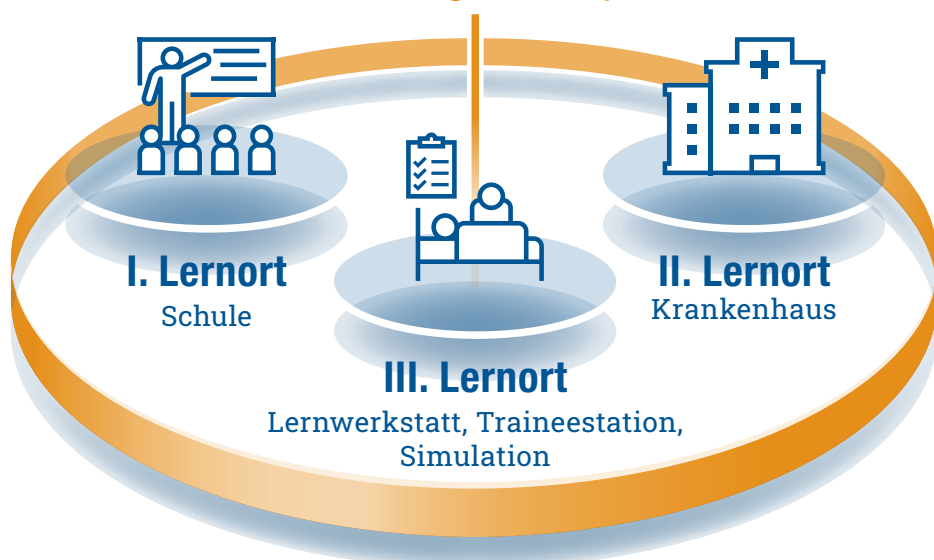 I. Lernort
Schule
II. Lernort
Krankenhaus
III. Lernort
Lernwerkstatt, Traineestation,
Simulation